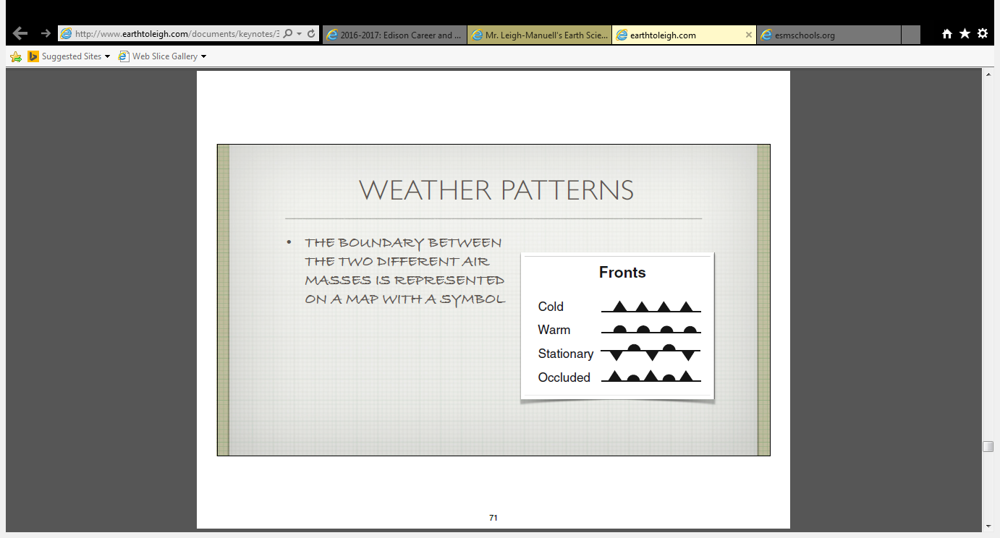 http://www.earthtoleigh.com/documents/keynotes/3
2016-2017: Edison Career and ...
Mr. Leigh-Manuell's Earth Scie...
earthtoleigh.com
esmschools.org
Suggested Sites
Web Slice Gallery
WEATHER PATTERNS
• THE BOUNDARY BETWEEN
THE TWO DIFFERENT AIR
MASSES IS REPRESENTED
ON A MAP WITH A SYMBOL
Fronts
Cold
Warm
Stationary
Occluded
71